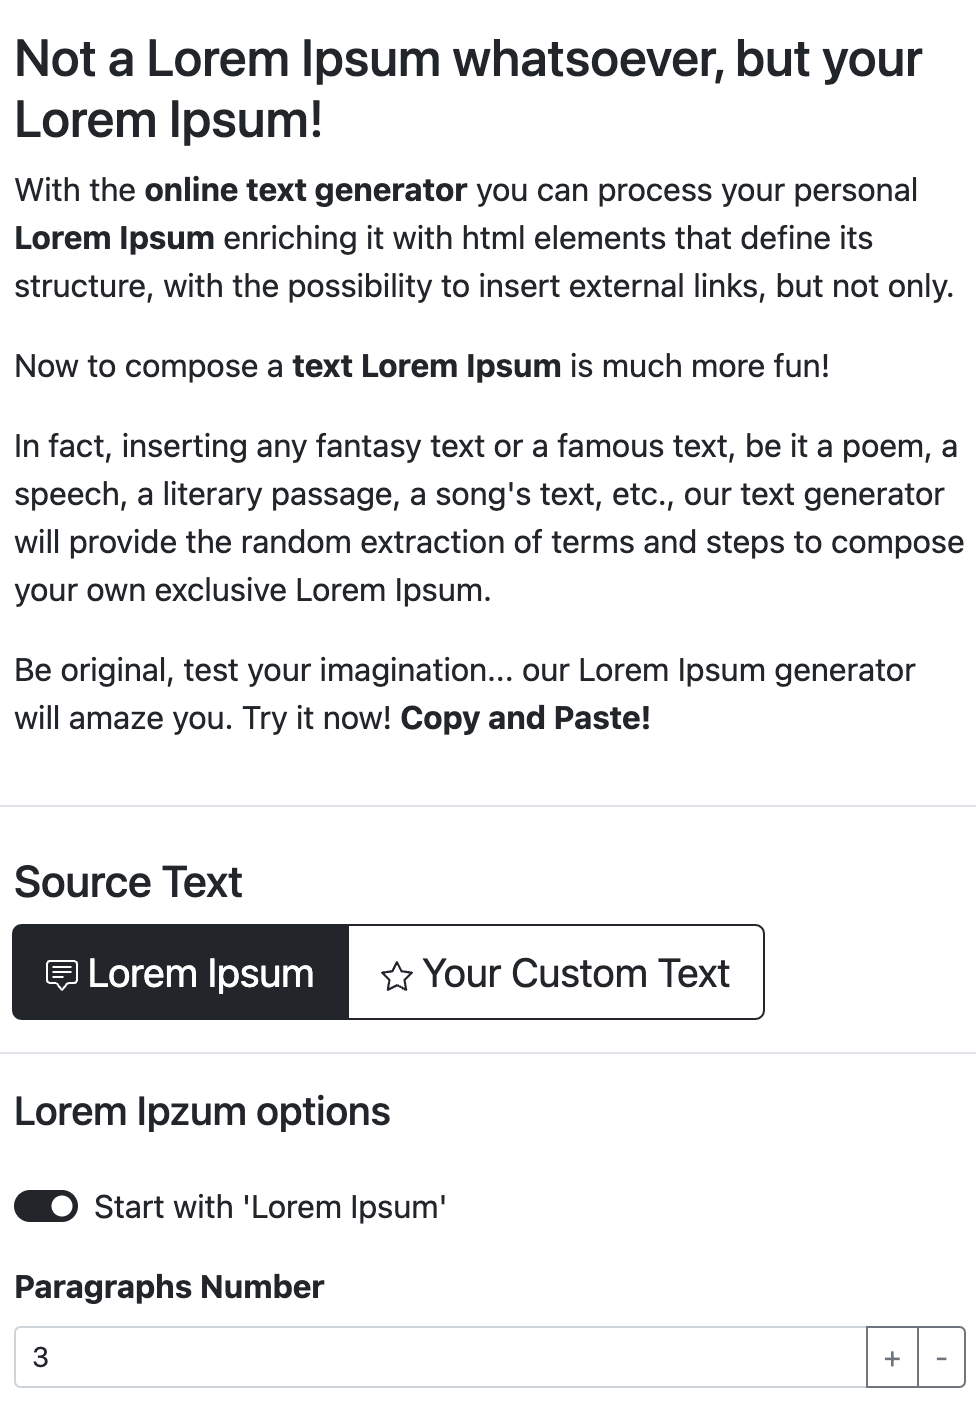 Not a Lorem Ipsum whatsoever, but your
Lorem Ipsum!
With the online text generator you can process your personal
Lorem Ipsum enriching it with html elements that define its
structure, with the possibility to insert external links, but not only.
Now to compose a text Lorem Ipsum is much more fun!
In fact, inserting any fantasy text or a famous text, be it a poem, a
speech, a literary passage, a song's text, etc., our text generator
will provide the random extraction of terms and steps to compose
your own exclusive Lorem Ipsum.
Be original, test your imagination... our Lorem Ipsum generator
will amaze you. Try it now! Copy and Paste!
Source Text
Lorem Ipsum Your Custom Text
Lorem Ipzum options
Start with 'Lorem Ipsum'
Paragraphs Number
3 + -